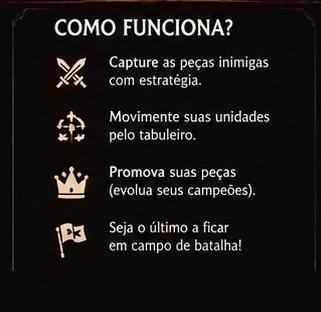 COMO FUNCIONA?
Capture as peças inimigas
com estratégia.
Movimente suas unidades
pelo tabuleiro.
Promova suas peças
(evolua seus campeões).
Seja o último a ficar
em campo de batalha!